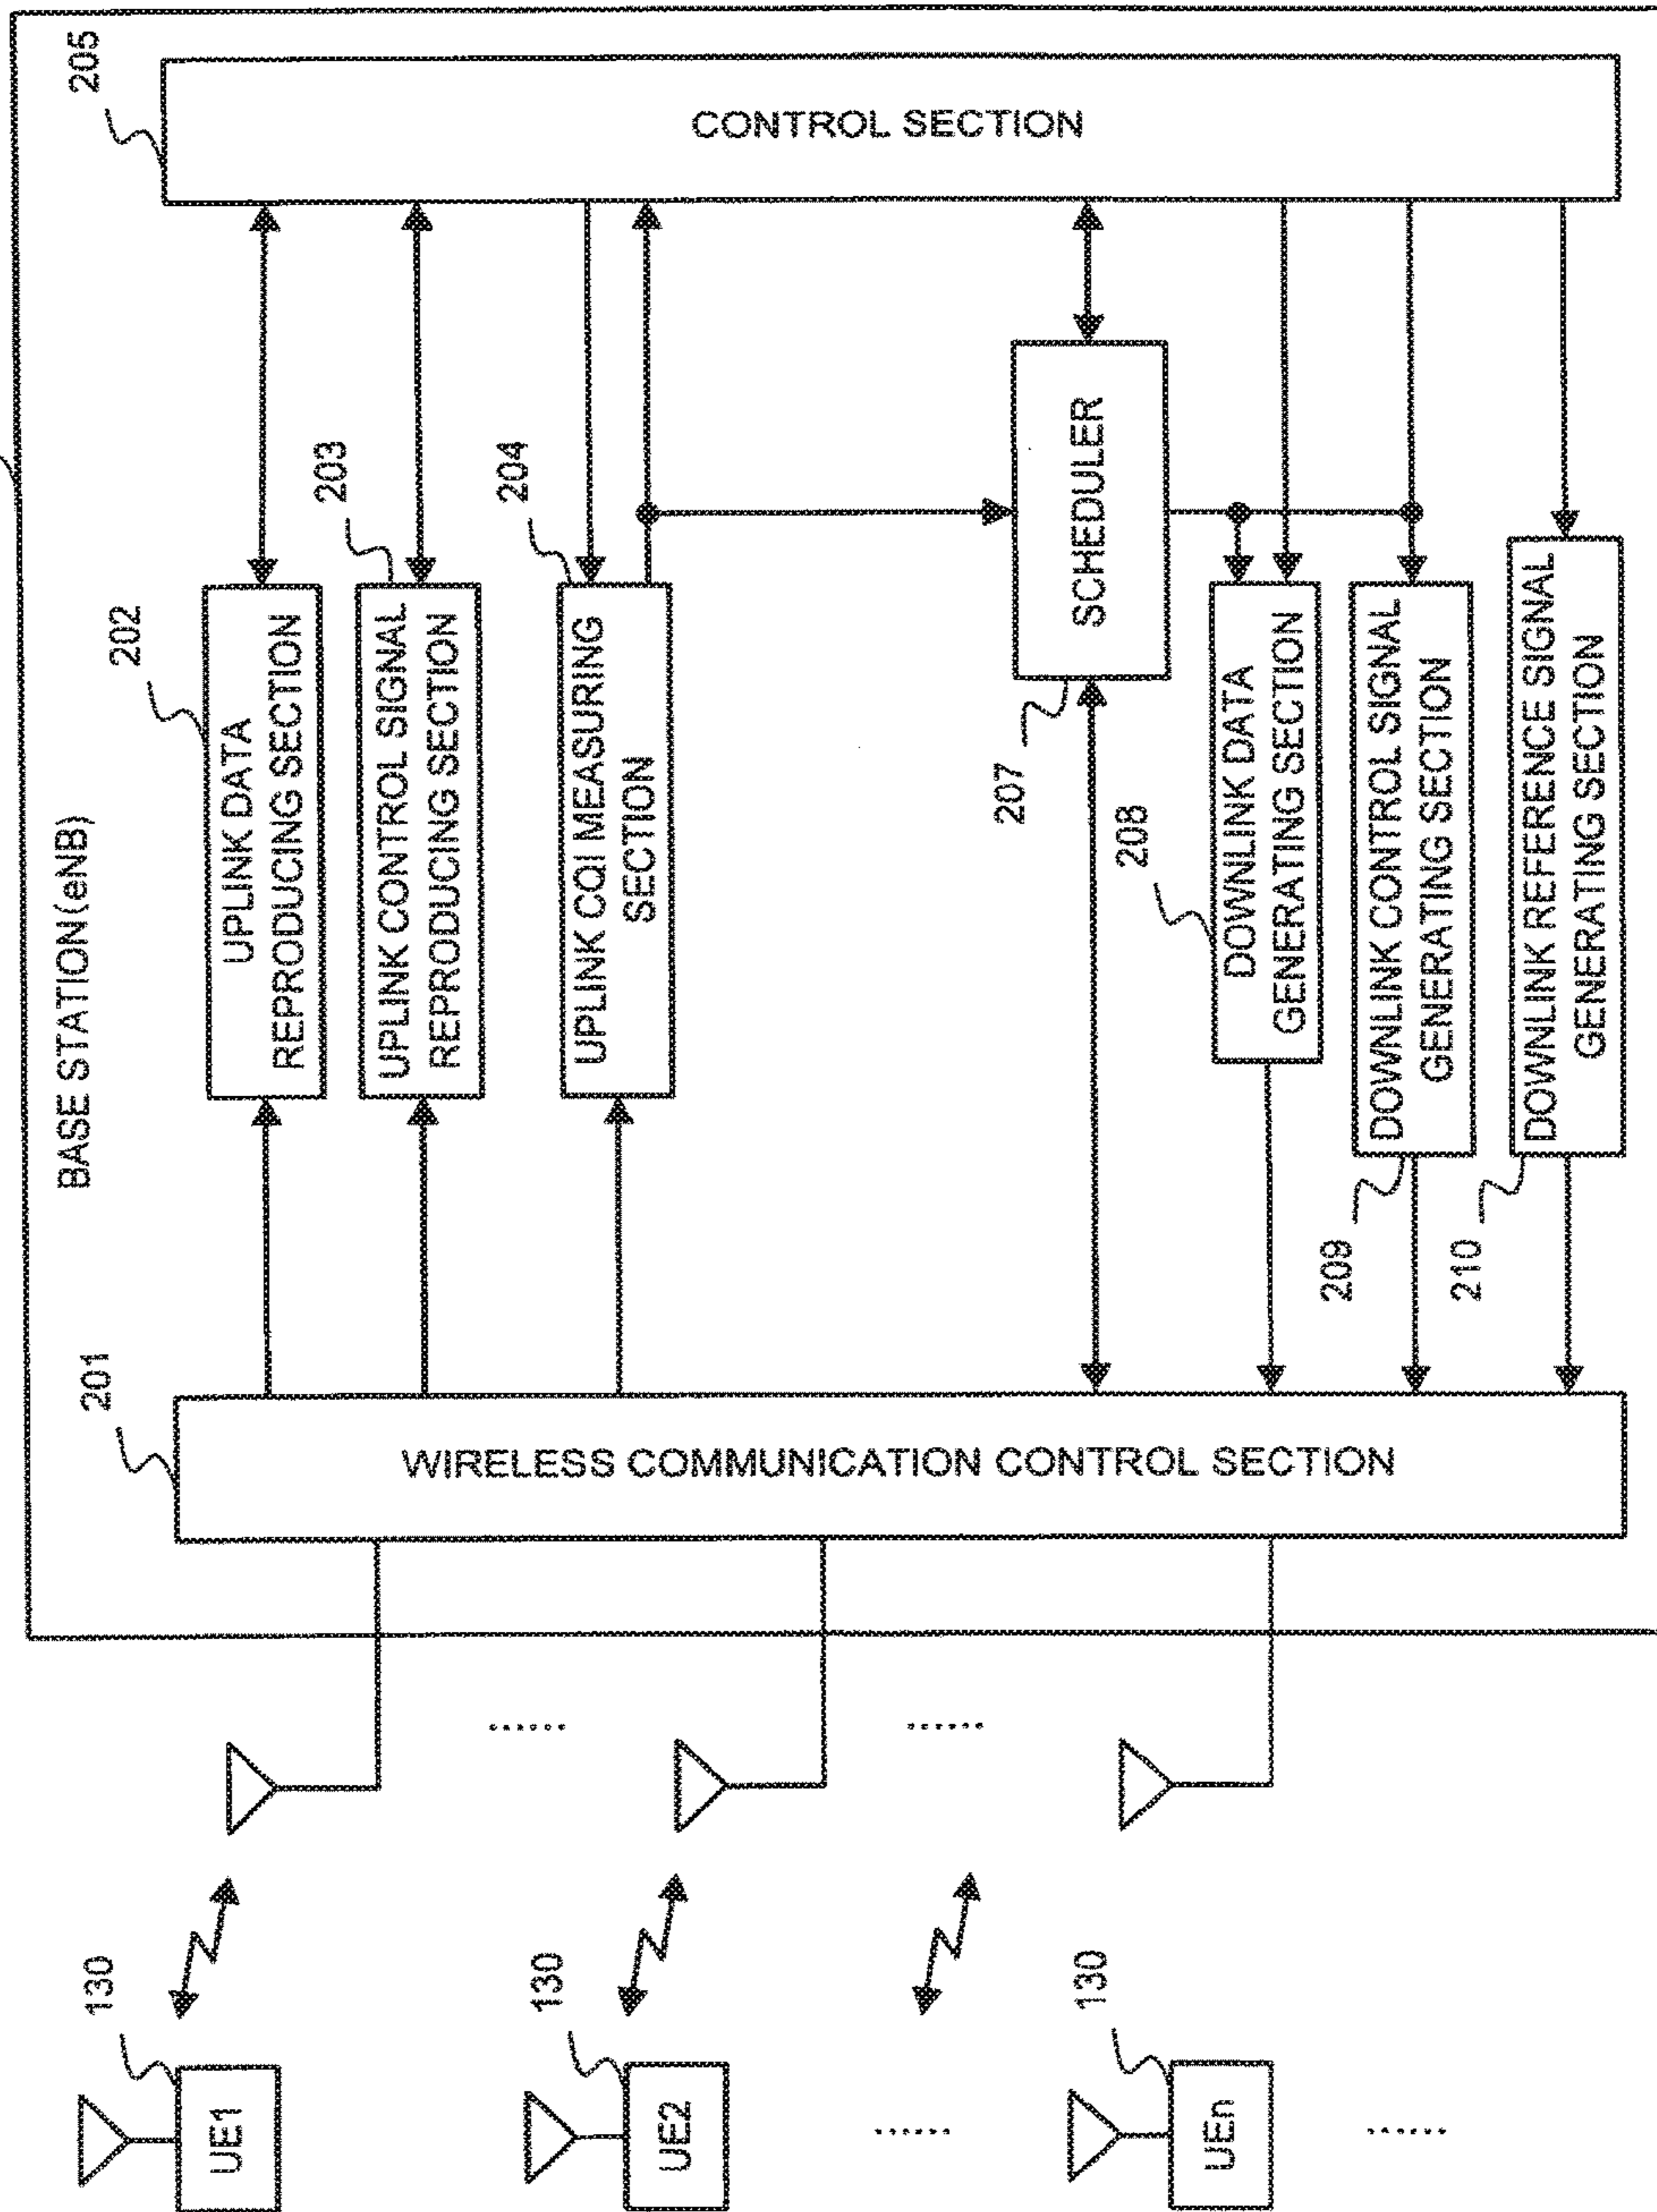 BASE STATION(eNB)
205
CONTROL SECTION
202
UPLINK DATA
REPRODUCING SECTION
203
UPLINK CONTROL SIGNAL
REPRODUCING SECTION
204
UPLINK CQI MEASURING
SECTION
207
SCHEDULER
208
DOWNLINK DATA
GENERATING SECTION
209
DOWNLINK CONTROL SIGNAL
GENERATING SECTION
210
DOWNLINK REFERENCE SIGNAL
GENERATING SECTION
201
WIRELESS COMMUNICATION CONTROL SECTION
130
UE1
130
UE2
......
130
UEn
......
......
......